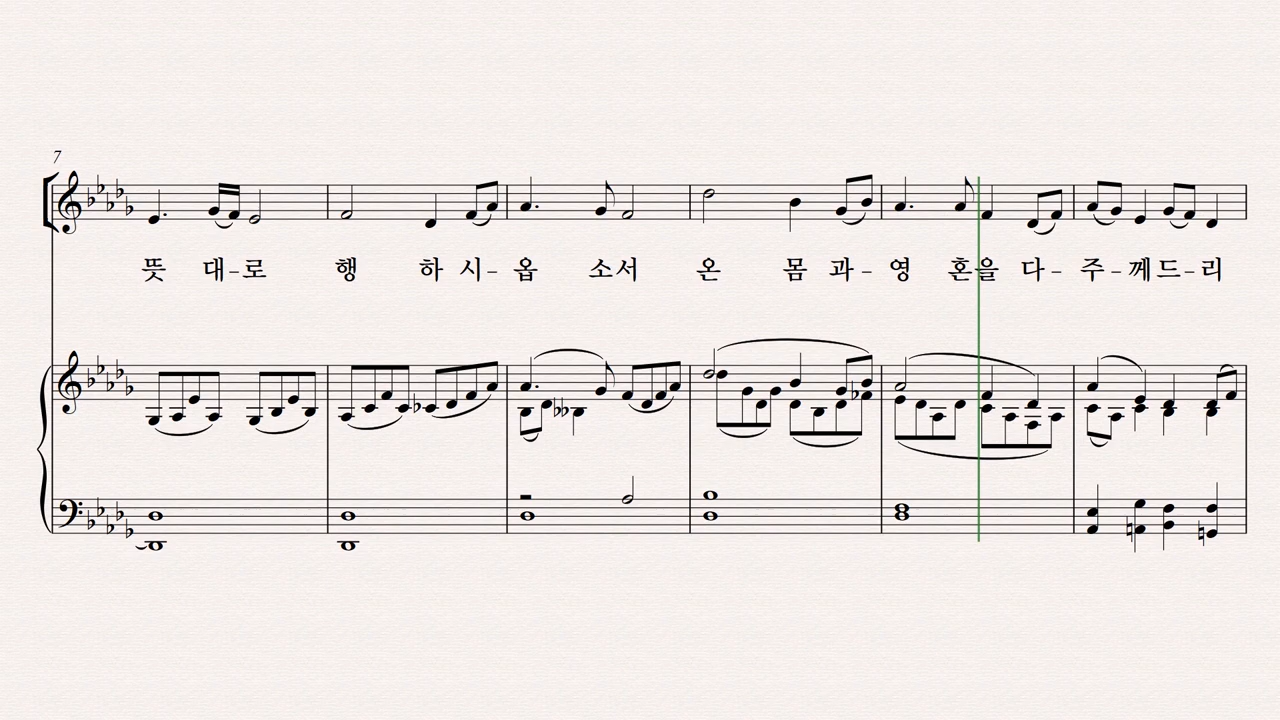 7
뜻 대-로 행 하 시- 옵 소서 온 몸 과- 영 혼을 다- 주-께드-리